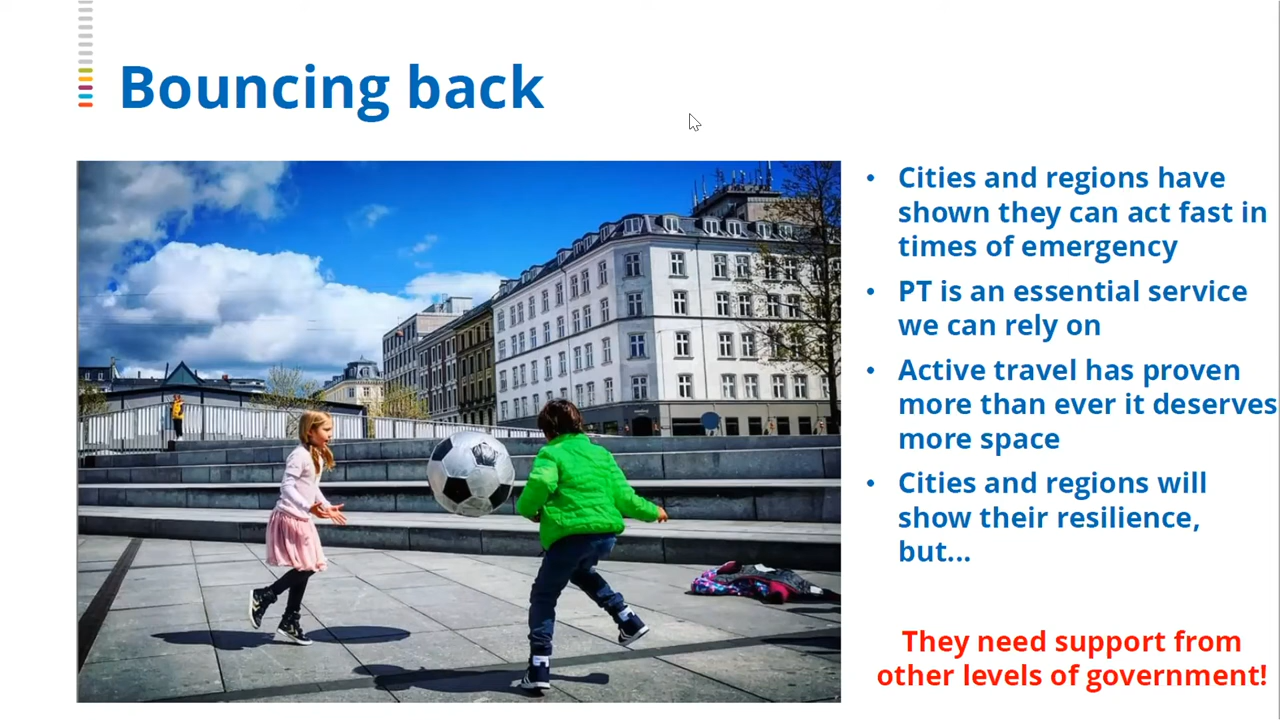 Bouncing back
• Cities and regions have
shown they can act fast in
times of emergency
• PT is an essential service
we can rely on
• Active travel has proven
more than ever it deserves
more space
• Cities and regions will
show their resilience,
but...
They need support from
other levels of government!